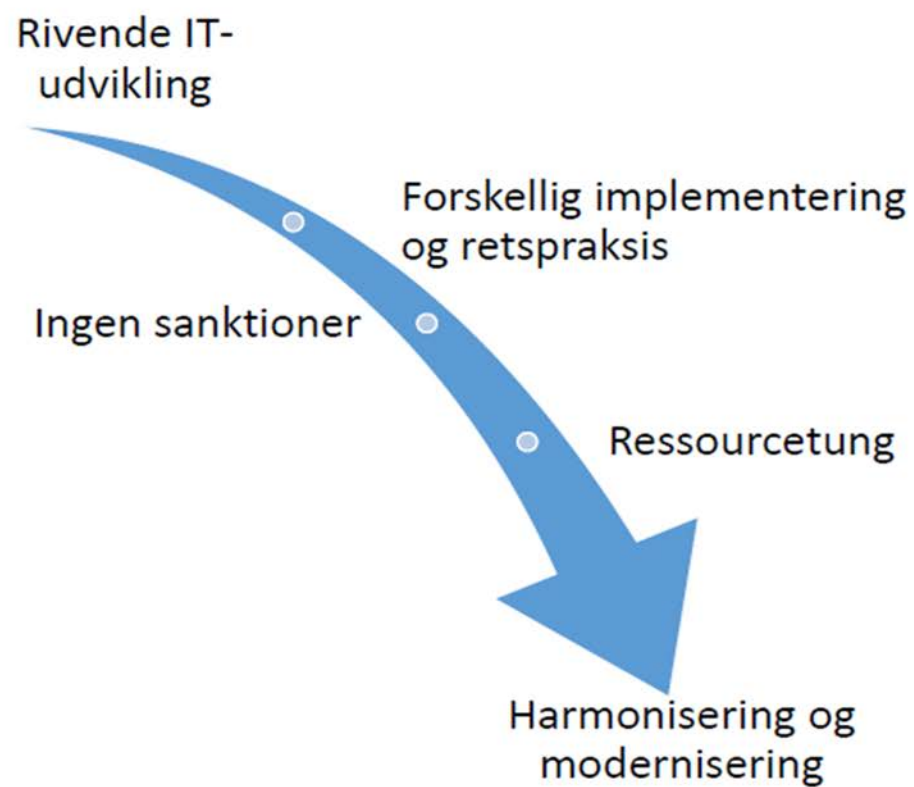 Rivende IT-
udvikling
Forskellig implementering
og retspraksis
Ingen sanktioner
Ressourcetung
Harmonisering og
modernisering